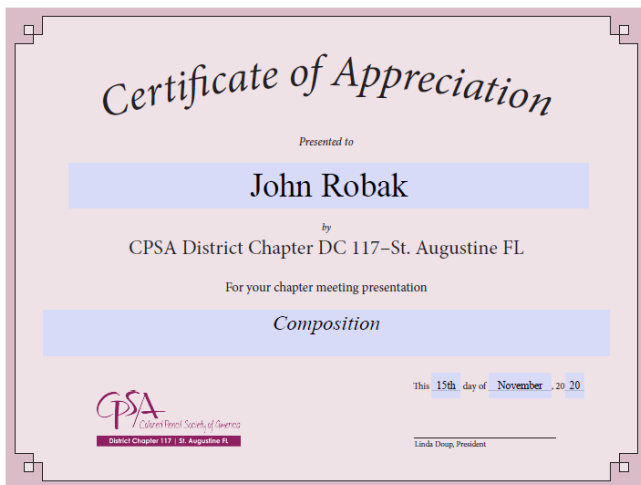 Certificate of Appreciation
Presented to
John Robak
by
CPSA District Chapter DC 117–St. Augustine FL
For your chapter meeting presentation
Composition
This 15th day of November, 20 20
CPSA
Colored Pencil Society of America
District Chapter 117 | St. Augustine FL
Linda Doup, President